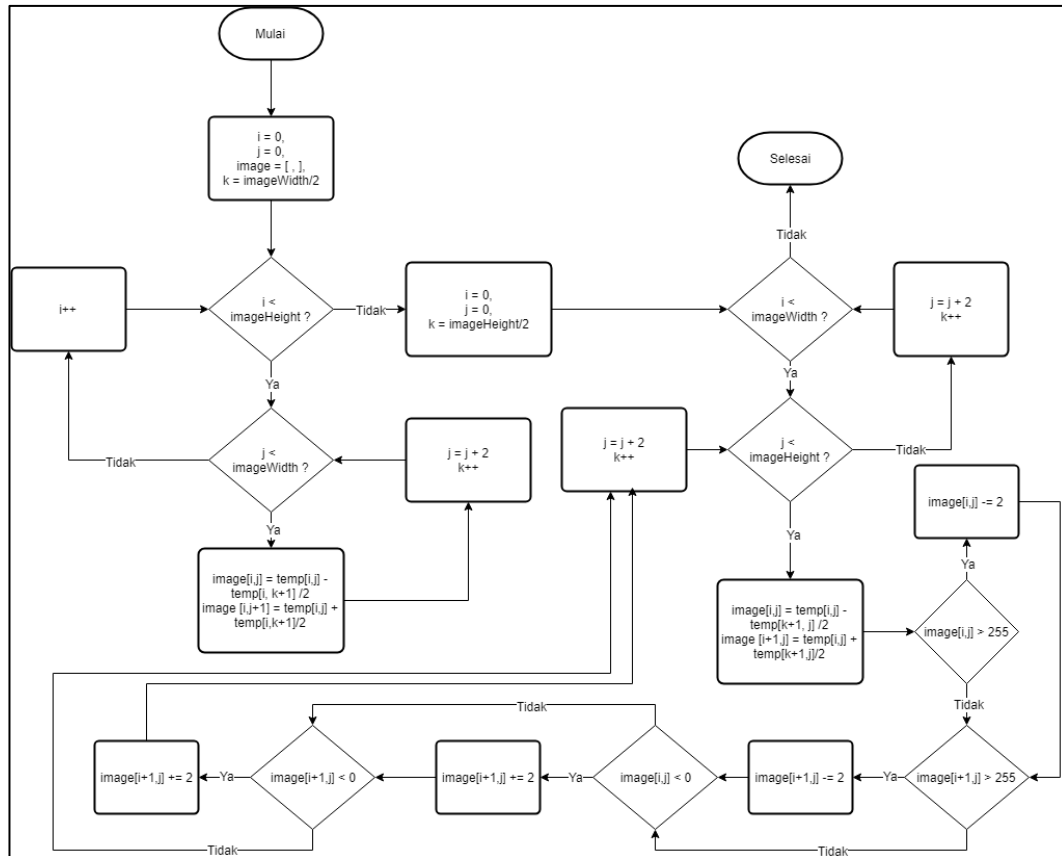 Mulai
i = 0,
j = 0,
image = [ , ],
k = imageWidth/2
Selesai
Tidak
i++
i <
imageHeight ?
Tidak
i = 0,
j = 0,
k = imageHeight/2
i <
imageWidth ?
j = j + 2
k++
Ya
Ya
j <
imageWidth ?
Tidak
j = j + 2
k++
j = j + 2
k++
j <
imageHeight ?
Tidak
Ya
Ya
image[i,j] -= 2
Ya
image[i,j] = temp[i,j] -
temp[i, k+1] /2
image [i,j+1] = temp[i,j] +
temp[i,k+1]/2
image[i,j] = temp[i,j] -
temp[k+1, j] /2
image [i+1,j] = temp[i,j] +
temp[k+1,j]/2
image[i,j] > 255
Tidak
Tidak
image[i+1,j] += 2
Ya
image[i+1,j] < 0
image[i+1,j] += 2
Ya
image[i,j] < 0
image[i+1,j] -= 2
Ya
image[i+1,j] > 255
Tidak
Tidak